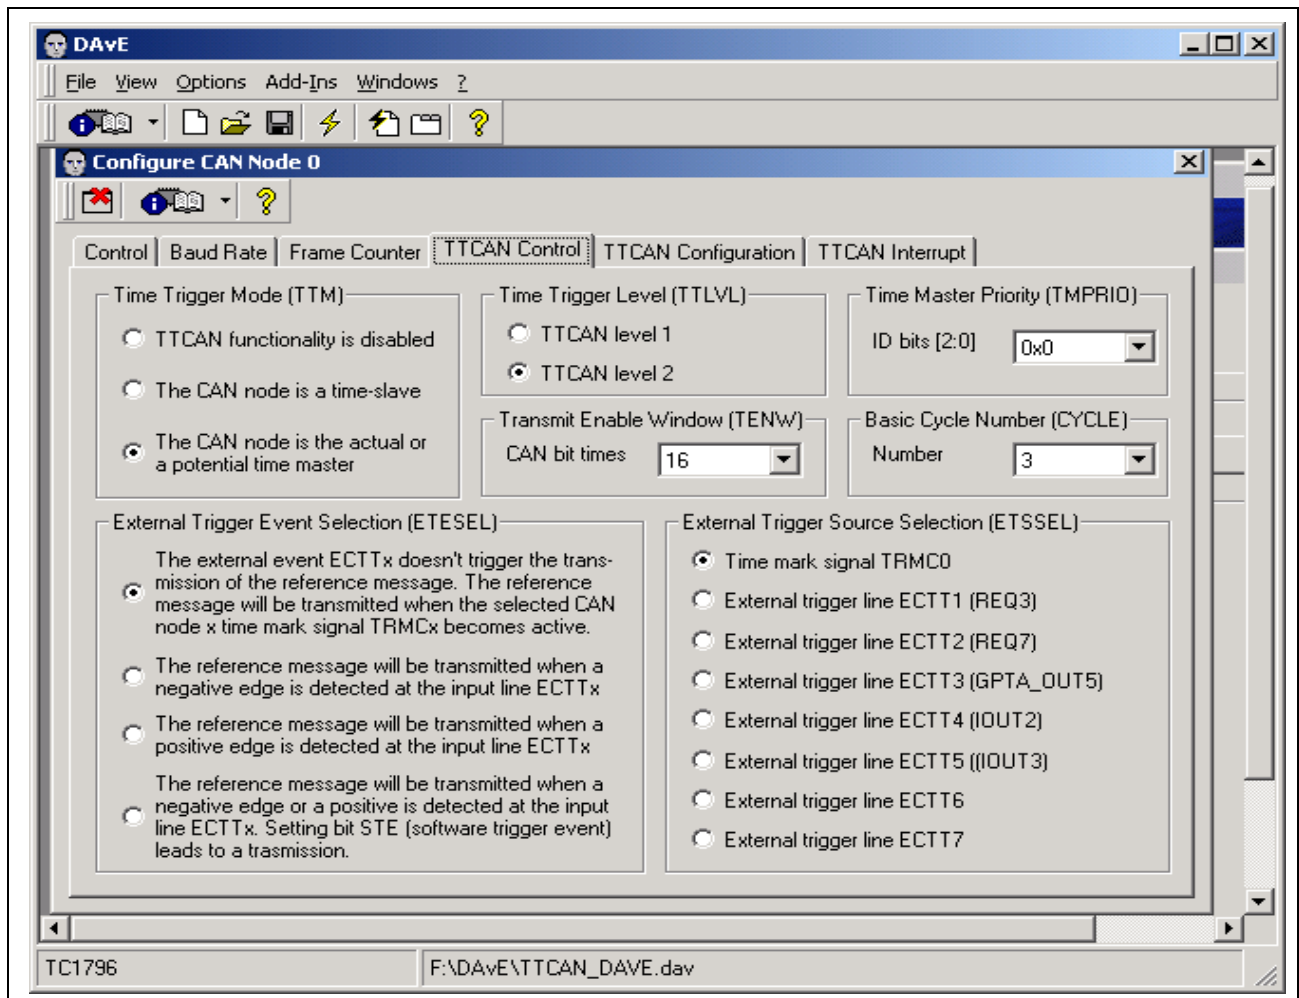 DAvE
File View Options Add-Ins Windows ?
Configure CAN Node 0
Control Baud Rate Frame Counter TTCAN Control TTCAN Configuration TTCAN Interrupt
Time Trigger Mode (TTM)
TTCAN functionality is disabled
The CAN node is a time-slave
The CAN node is the actual or
a potential time master
Time Trigger Level (TTLVL)
TTCAN level 1
TTCAN level 2
Time Master Priority (TMPRIO)
ID bits [2:0] 0x0
Transmit Enable Window (TENW)
CAN bit times 16
Basic Cycle Number (CYCLE)
Number 3
External Trigger Event Selection (ETESEL)
The external event ECTTx doesn't trigger the trans-
mission of the reference message. The reference
message will be transmitted when the selected CAN
node x time mark signal TRMCx becomes active.
The reference message will be transmitted when a
negative edge is detected at the input line ECTTx
The reference message will be transmitted when a
positive edge is detected at the input line ECTTx
The reference message will be transmitted when a
negative edge or a positive is detected at the input
line ECTTx. Setting bit STE (software trigger event)
leads to a trasmission.
External Trigger Source Selection (ETSSEL)
Time mark signal TRMC0
External trigger line ECTT1 (REQ3)
External trigger line ECTT2 (REQ7)
External trigger line ECTT3 (GPTA_OUT5)
External trigger line ECTT4 (IOUT2)
External trigger line ECTT5 ((IOUT3)
External trigger line ECTT6
External trigger line ECTT7
TC1796 F:\DAvE\TTCAN_DAVE.dav